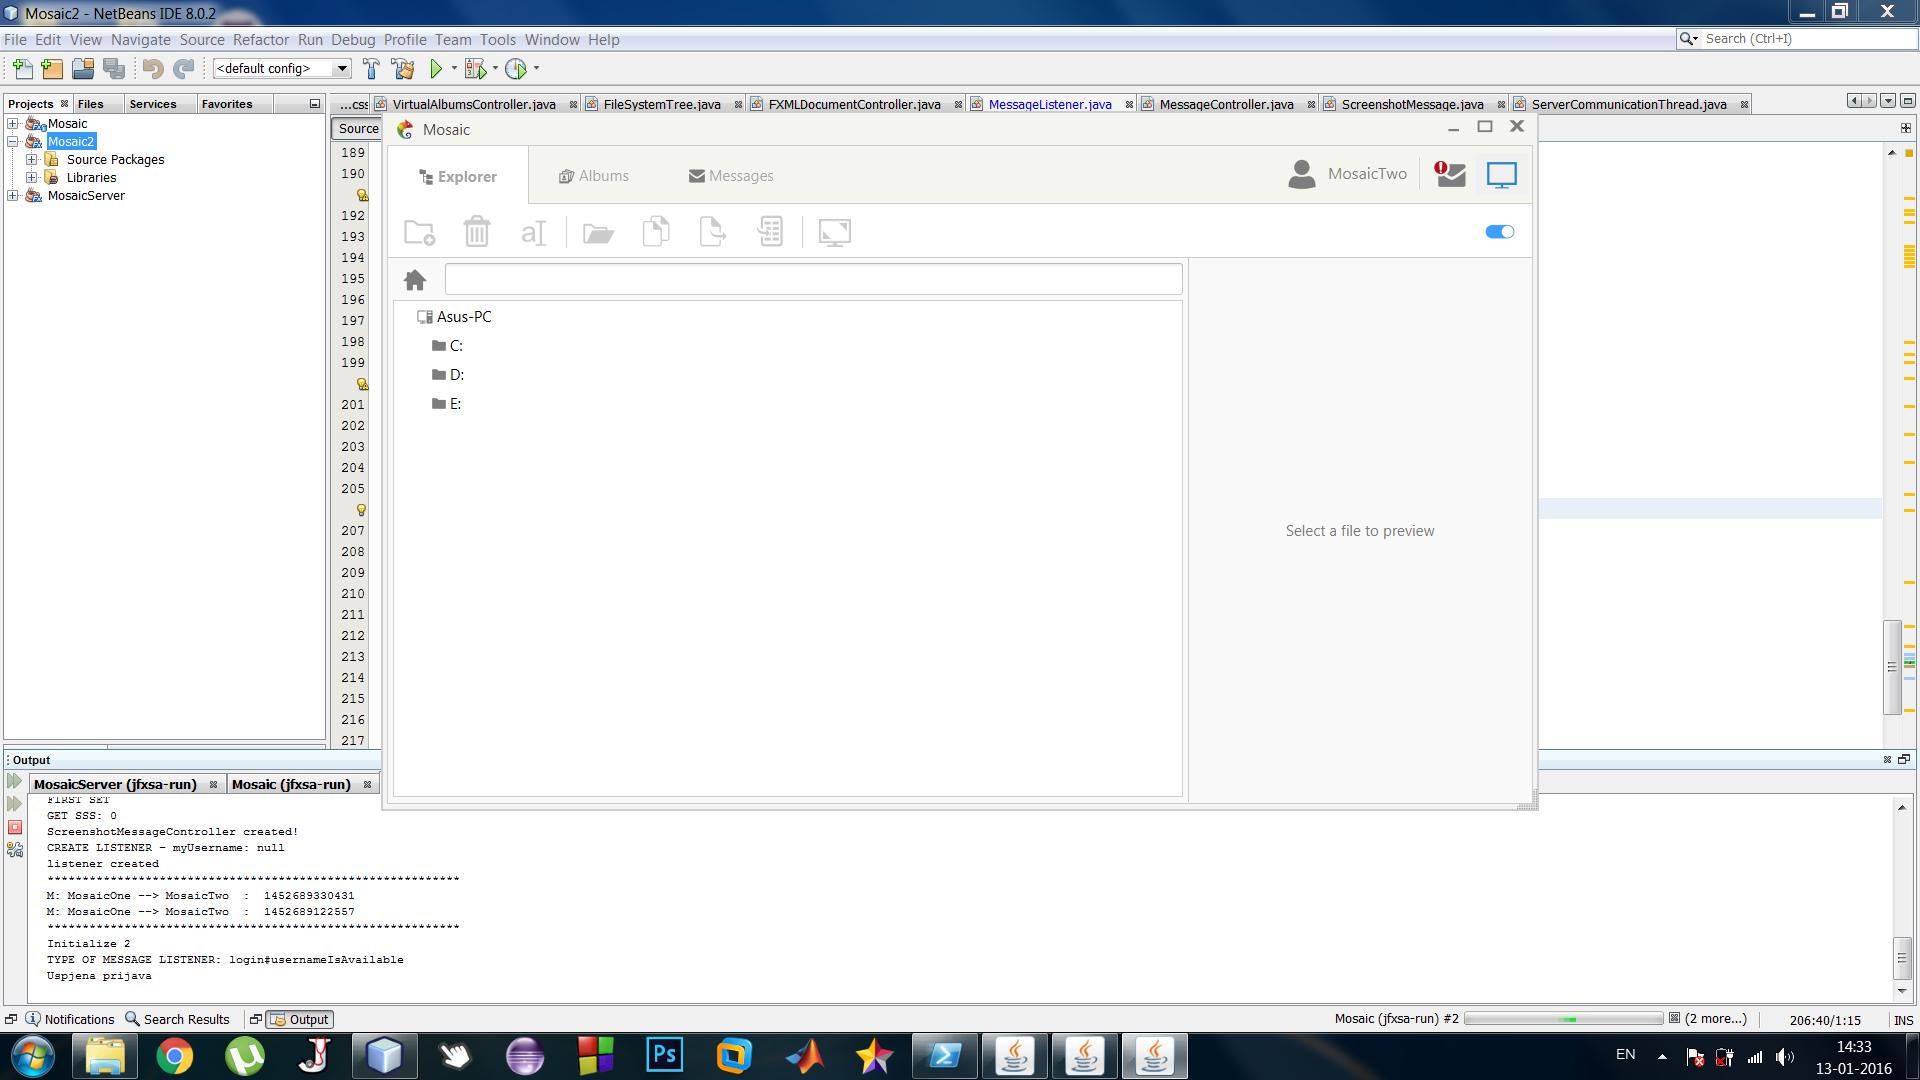 Mosaic2 - NetBeans IDE 8.0.2
File Edit View Navigate Source Refactor Run Debug Profile Team Tools Window Help
Search (Ctrl+I)
<default config>
Projects Files Services Favorites
...css VirtualAlbumsController.java FileSystemTree.java FXMLDocumentController.java MessageListener.java MessageController.java ScreenshotMessage.java ServerCommunicationThread.java
Mosaic
Mosaic2
Source Packages
Libraries
MosaicServer
Source
189
190
192
193
194
195
196
197
198
199
201
202
203
204
205
207
208
209
210
211
212
213
214
215
216
217
Mosaic
Explorer Albums Messages MosaicTwo
Asus-PC
C:
D:
E:
Select a file to preview
Output
MosaicServer (jfxsa-run) Mosaic (jfxsa-run)
FIRST SET
GET SSS: 0
ScreenshotMessageController created!
CREATE LISTENER - myUsername: null
listener created
***********************************************************
M: MosaicOne --> MosaicTwo : 1452689330431
M: MosaicOne --> MosaicTwo : 1452689122557
***********************************************************
Initialize 2
TYPE OF MESSAGE LISTENER: login#usernameIsAvailable
Uspjena prijava
Notifications Search Results Output
Mosaic (jfxsa-run) #2 (2 more...) 206:40/1:15 INS
Ps
EN
14:33
13-01-2016